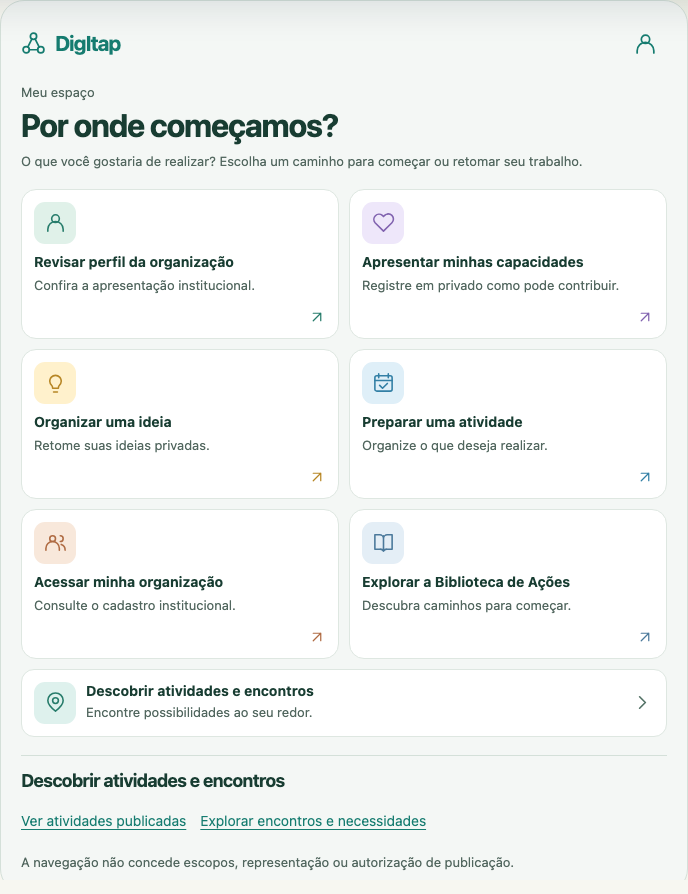 DigItap
Meu espaço
Por onde começamos?
O que você gostaria de realizar? Escolha um caminho para começar ou retomar seu trabalho.
Revisar perfil da organização
Confira a apresentação institucional.
Apresentar minhas capacidades
Registre em privado como pode contribuir.
Organizar uma ideia
Retome suas ideias privadas.
Preparar uma atividade
Organize o que deseja realizar.
Acessar minha organização
Consulte o cadastro institucional.
Explorar a Biblioteca de Ações
Descubra caminhos para começar.
Descobrir atividades e encontros
Encontre possibilidades ao seu redor.
Descobrir atividades e encontros
Ver atividades publicadas Explorar encontros e necessidades
A navegação não concede escopos, representação ou autorização de publicação.